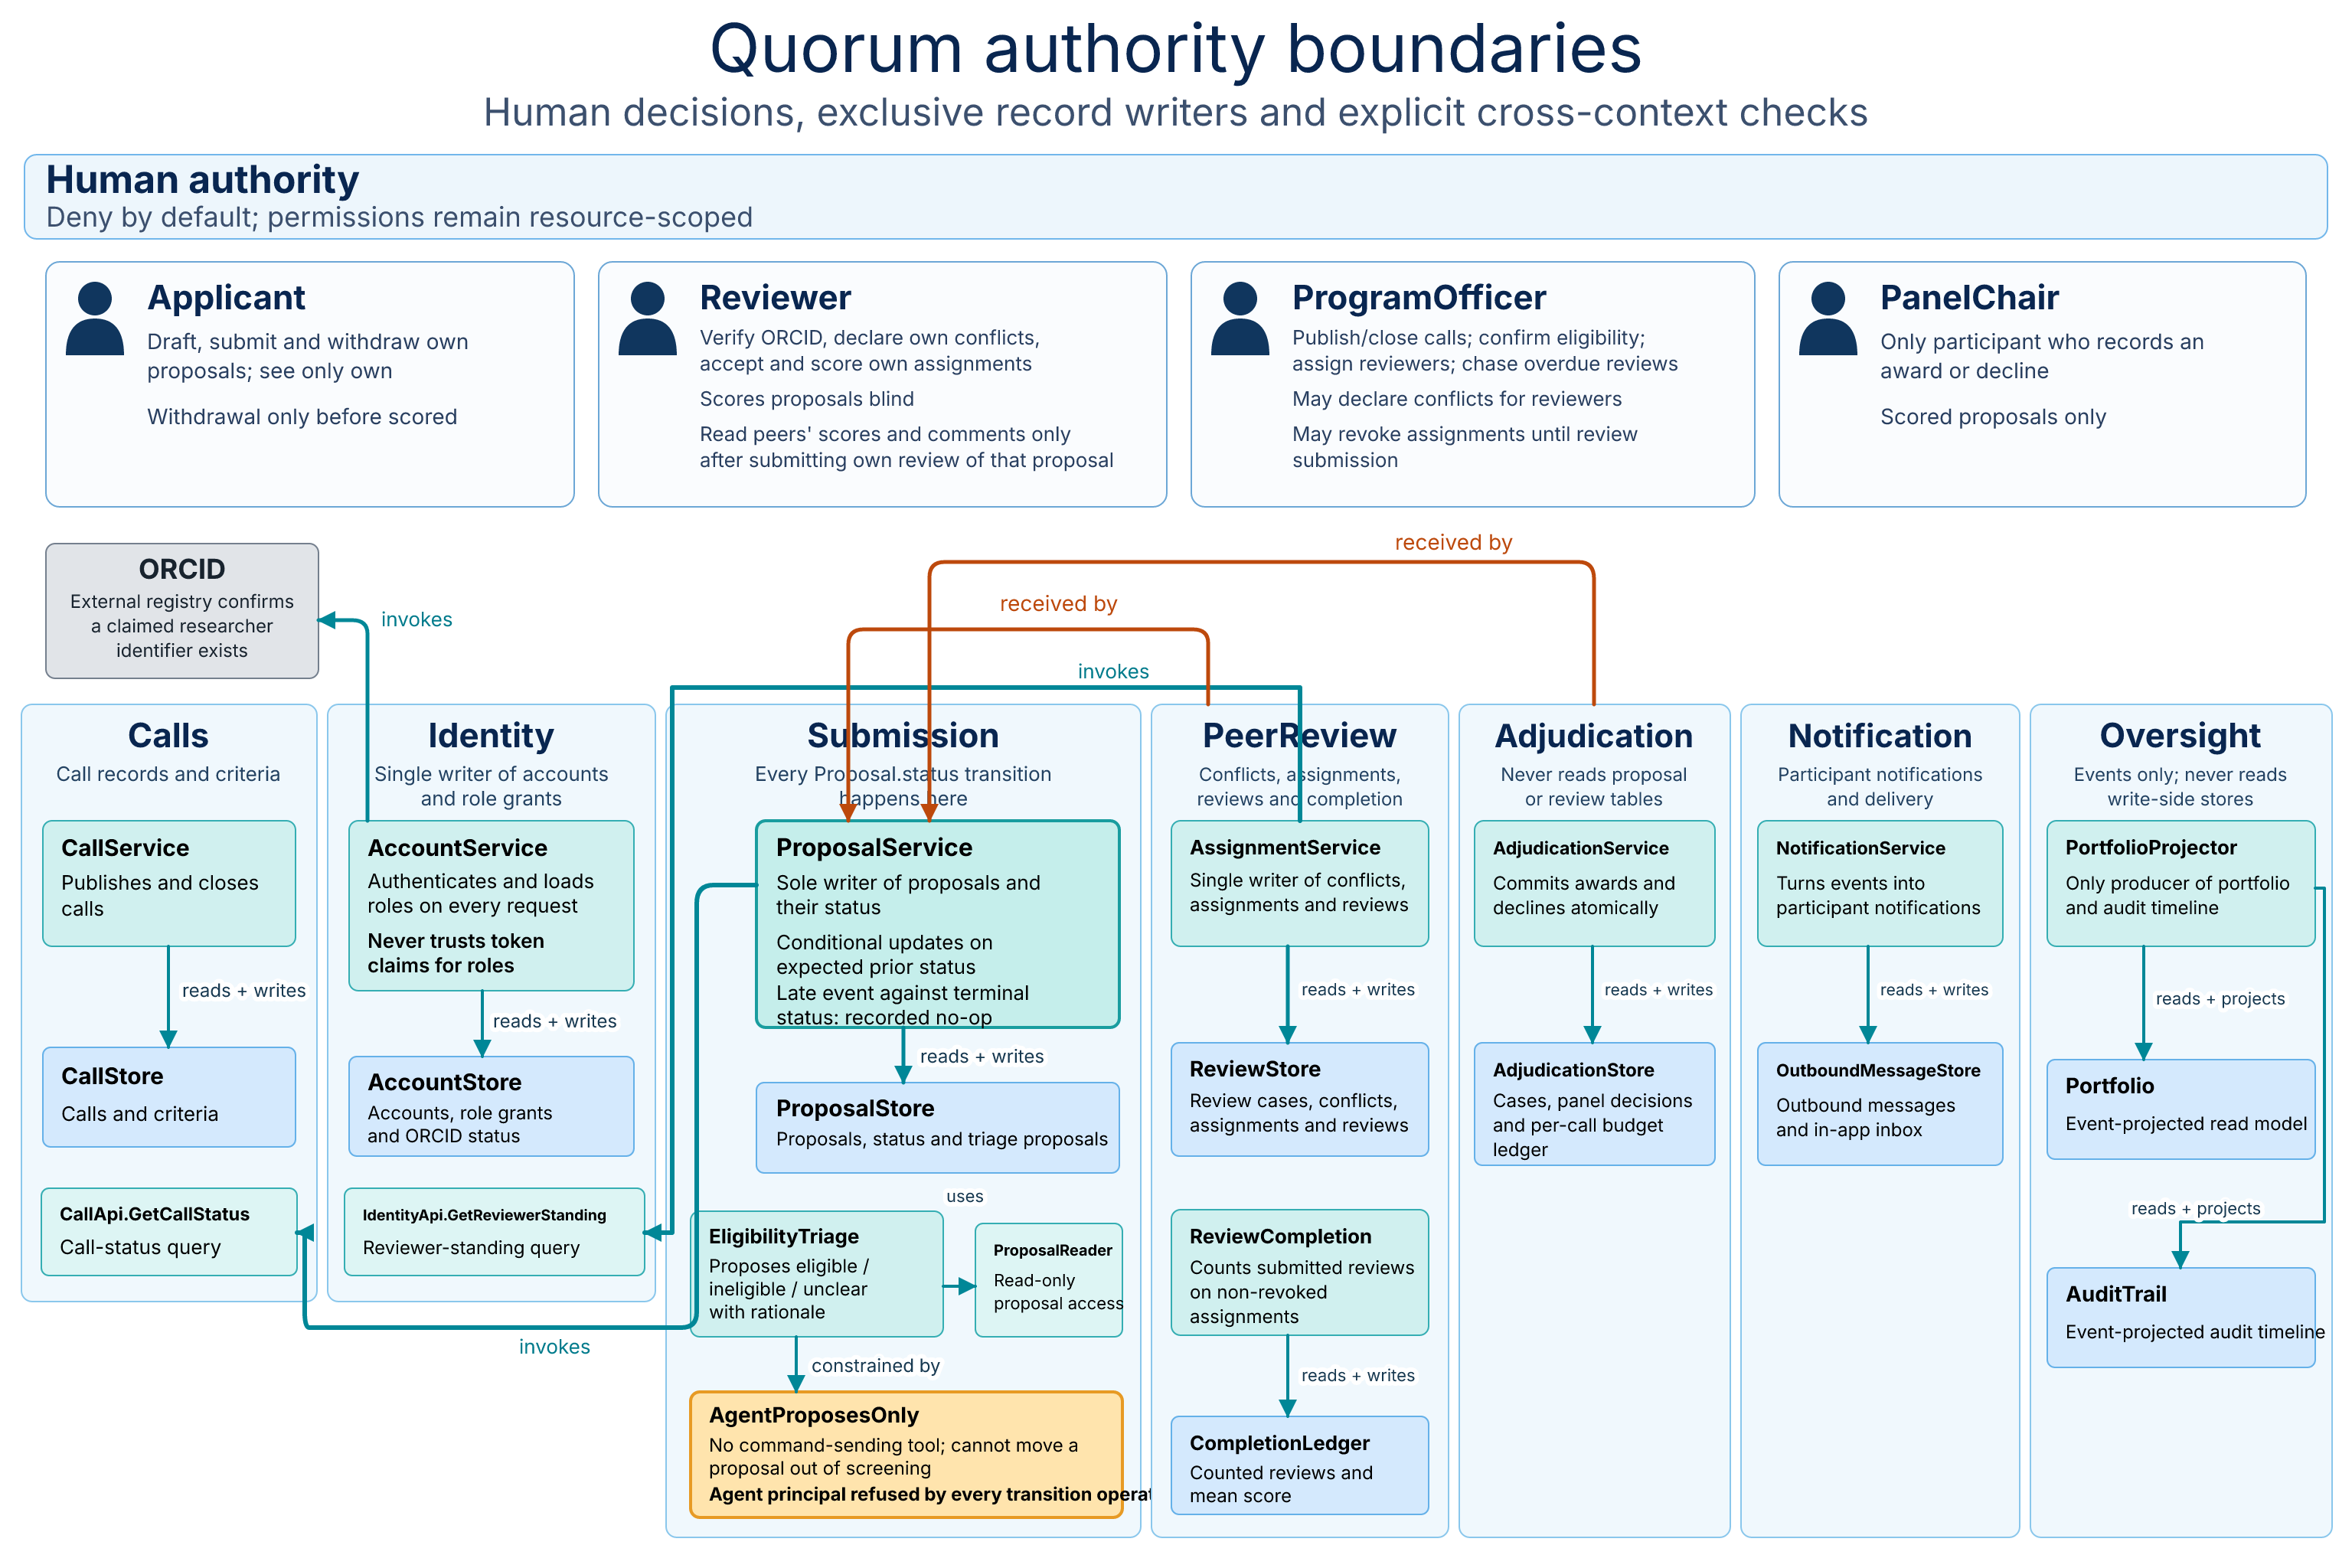 Quorum authority boundaries
Human decisions, exclusive record writers and explicit cross-context checks
Human authority
Deny by default; permissions remain resource-scoped
Applicant
Draft, submit and withdraw own
proposals; see only own
Withdrawal only before scored
Reviewer
Verify ORCID, declare own conflicts,
accept and score own assignments
Scores proposals blind
Read peers' scores and comments only
after submitting own review of that proposal
ProgramOfficer
Publish/close calls; confirm eligibility;
assign reviewers; chase overdue reviews
May declare conflicts for reviewers
May revoke assignments until review
submission
PanelChair
Only participant who records an
award or decline
Scored proposals only
ORCID
External registry confirms
a claimed researcher
identifier exists
invokes
received by
received by
invokes
Calls
Call records and criteria
CallService
Publishes and closes
calls
reads + writes
CallStore
Calls and criteria
CallApi.GetCallStatus
Call-status query
Identity
Single writer of accounts
and role grants
AccountService
Authenticates and loads
roles on every request
Never trusts token
claims for roles
reads + writes
AccountStore
Accounts, role grants
and ORCID status
IdentityApi.GetReviewerStanding
Reviewer-standing query
invokes
Submission
Every Proposal.status transition
happens here
ProposalService
Sole writer of proposals and
their status
Conditional updates on
expected prior status
Late event against terminal
status: recorded no-op
reads + writes
ProposalStore
Proposals, status and triage proposals
uses
EligibilityTriage
Proposes eligible /
ineligible / unclear
with rationale
ProposalReader
Read-only
proposal access
constrained by
AgentProposesOnly
No command-sending tool; cannot move a
proposal out of screening
Agent principal refused by every transition operat
PeerReview
Conflicts, assignments,
reviews and completion
AssignmentService
Single writer of conflicts,
assignments and reviews
reads + writes
ReviewStore
Review cases, conflicts,
assignments and reviews
ReviewCompletion
Counts submitted reviews
on non-revoked
assignments
reads + writes
CompletionLedger
Counted reviews and
mean score
Adjudication
Never reads proposal
or review tables
AdjudicationService
Commits awards and
declines atomically
reads + writes
AdjudicationStore
Cases, panel decisions
and per-call budget
ledger
Notification
Participant notifications
and delivery
NotificationService
Turns events into
participant notifications
reads + writes
OutboundMessageStore
Outbound messages
and in-app inbox
Oversight
Events only; never reads
write-side stores
PortfolioProjector
Only producer of portfolio
and audit timeline
reads + projects
Portfolio
Event-projected read model
reads + projects
AuditTrail
Event-projected audit timeline